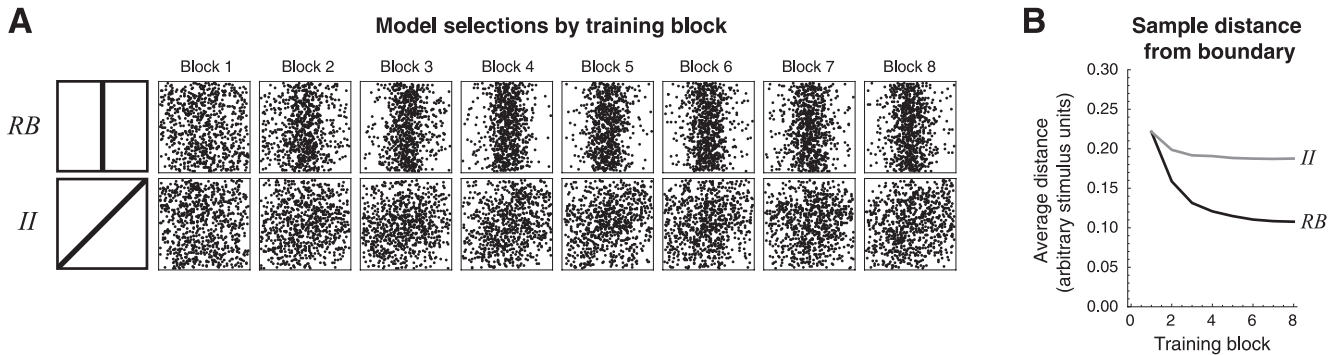 A
Model selections by training block
Block 1 Block 2 Block 3 Block 4 Block 5 Block 6 Block 7 Block 8
RB
II
B
Sample distance
from boundary
Average distance
(arbitrary stimulus units)
0.30
0.25
0.20
0.15
0.10
0.05
0.00
II
RB
0 2 4 6 8
Training block